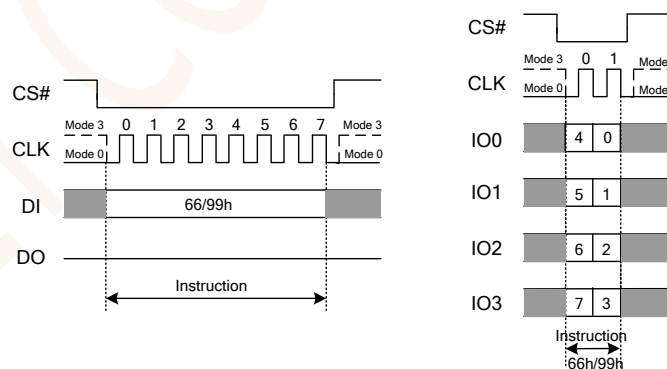 CS#
Mode 3 0 1 2 3 4 5 6 7 Mode 3
CLK
Mode 0 Mode 0
DI 66/99h
DO
Instruction
CS#
Mode 3 0 1 Mode
CLK
Mode 0 Mode
IO0 4 0
IO1 5 1
IO2 6 2
IO3 7 3
Instruction
66h/99h